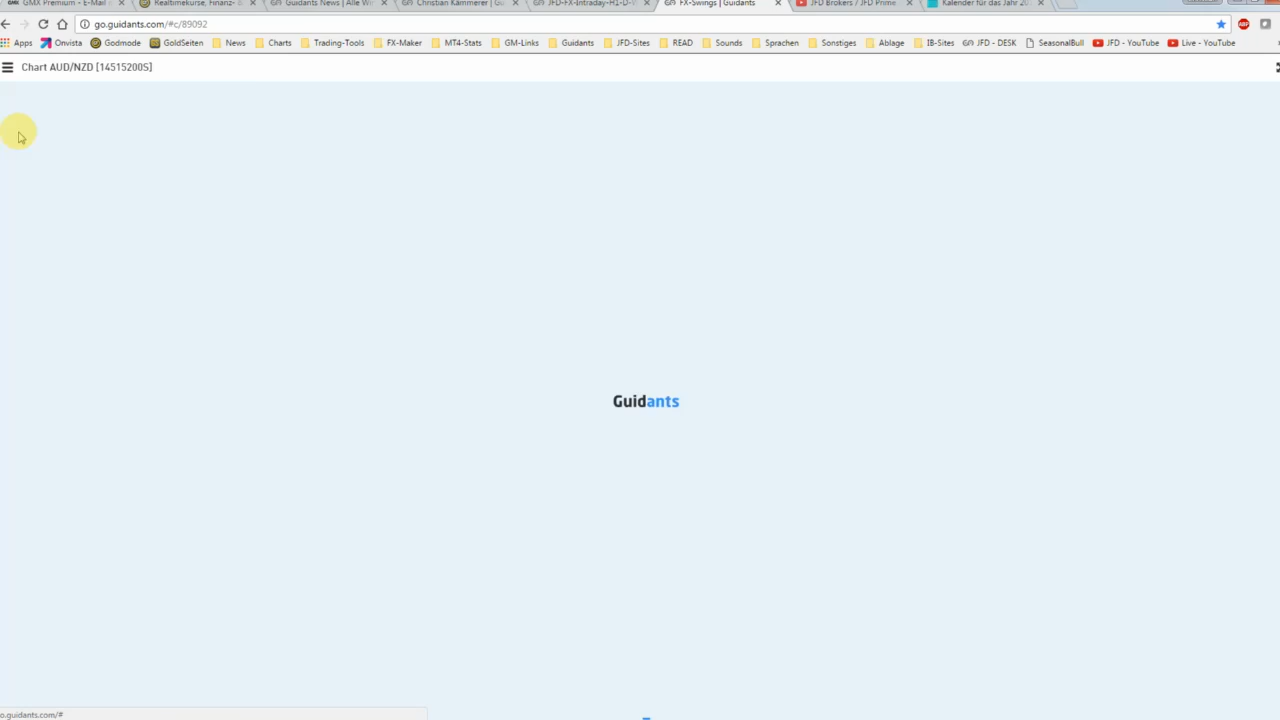 GMX Premium - E-Mail Realtimekurse, Finanz- Guidants News | Alle Wi Christian Kämmerer | Gui JFD-FX-Intraday-H1-D-W FX-Swings | Guidants JFD Brokers / JFD Prime Kalender für das Jahr 20
go.guidants.com/#c/89092
Apps Onvista Godmode GoldSeiten News Charts Trading-Tools FX-Maker MT4-Stats GM-Links Guidants JFD-Sites READ Sounds Sprachen Sonstiges Ablage IB-Sites JFD - DESK SeasonalBull JFD - YouTube Live - YouTube
Chart AUD/NZD [14515200S]
Guidants
o.guidants.com/#